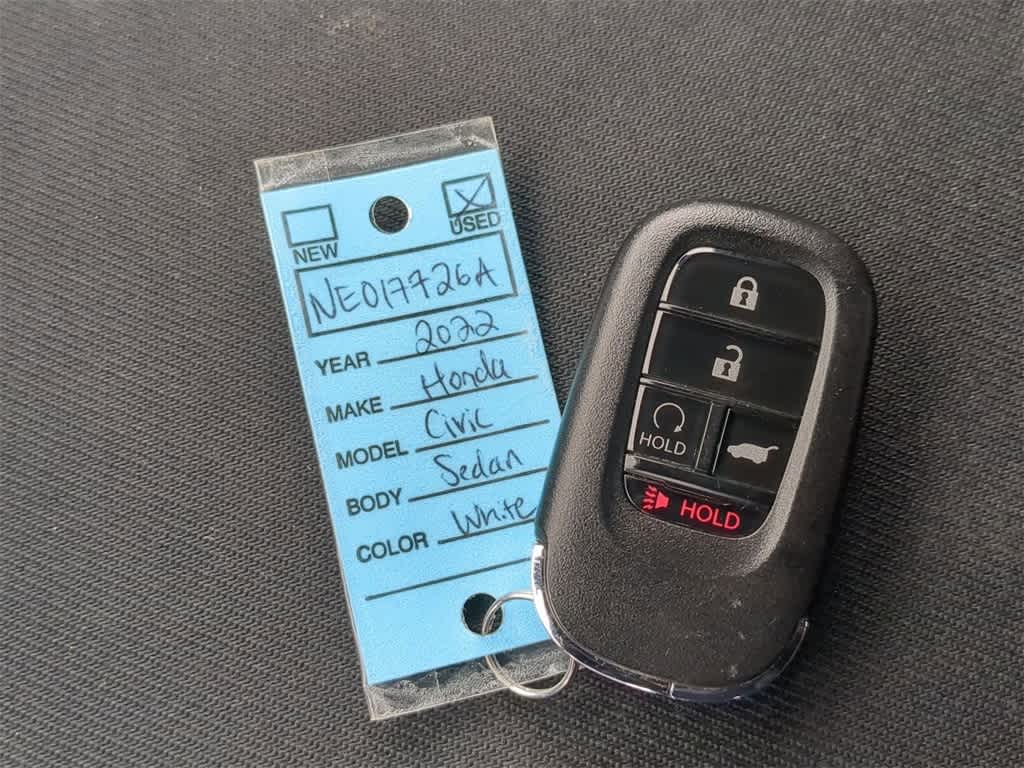 NEW
USED
NE017726A
YEAR 2022
MAKE Honda
MODEL Civic
BODY Sedan
COLOR White
HOLD
HOLD